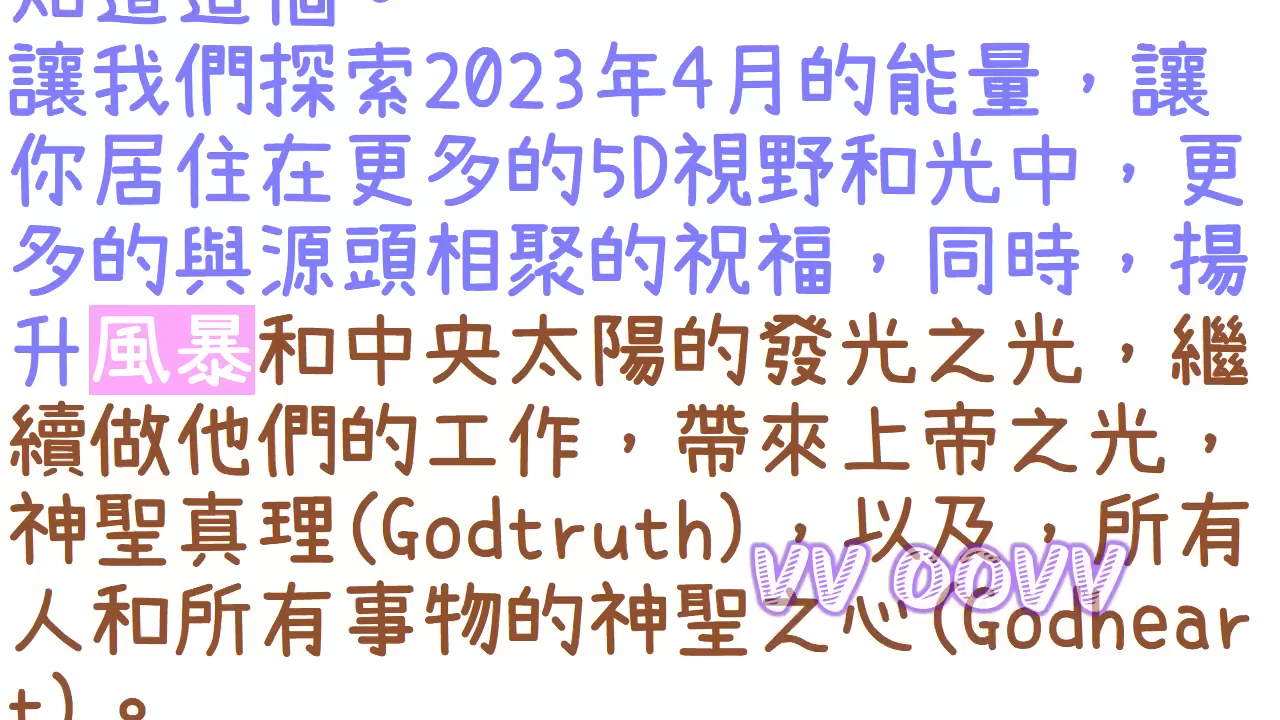 知道這個。
讓我們探索2023年4月的能量，讓
你居住在更多的5D視野和光中，更
多的與源頭相聚的祝福，同時，揚
升風暴和中央太陽的發光之光，繼
續做他們的工作，帶來上帝之光，
神聖真理(Godtruth)，以及，所有
人和所有事物的神聖之心(Godhear
t)。
VV OOVV